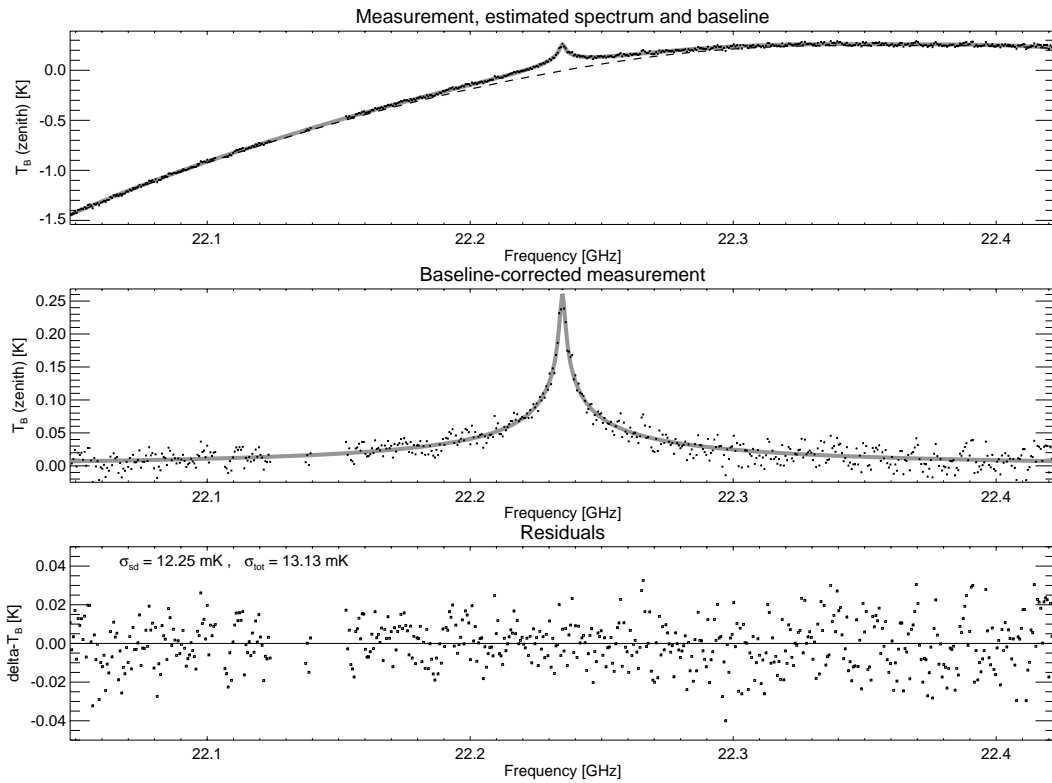 Measurement, estimated spectrum and baseline
T_B (zenith) [K]
0.0
-0.5
-1.0
-1.5
22.1 22.2 22.3 22.4
Frequency [GHz]
Baseline-corrected measurement
T_B (zenith) [K]
0.25
0.20
0.15
0.10
0.05
0.00
22.1 22.2 22.3 22.4
Frequency [GHz]
Residuals
σ_sd = 12.25 mK , σ_tot = 13.13 mK
delta-T_B [K]
0.04
0.02
0.00
-0.02
-0.04
22.1 22.2 22.3 22.4
Frequency [GHz]